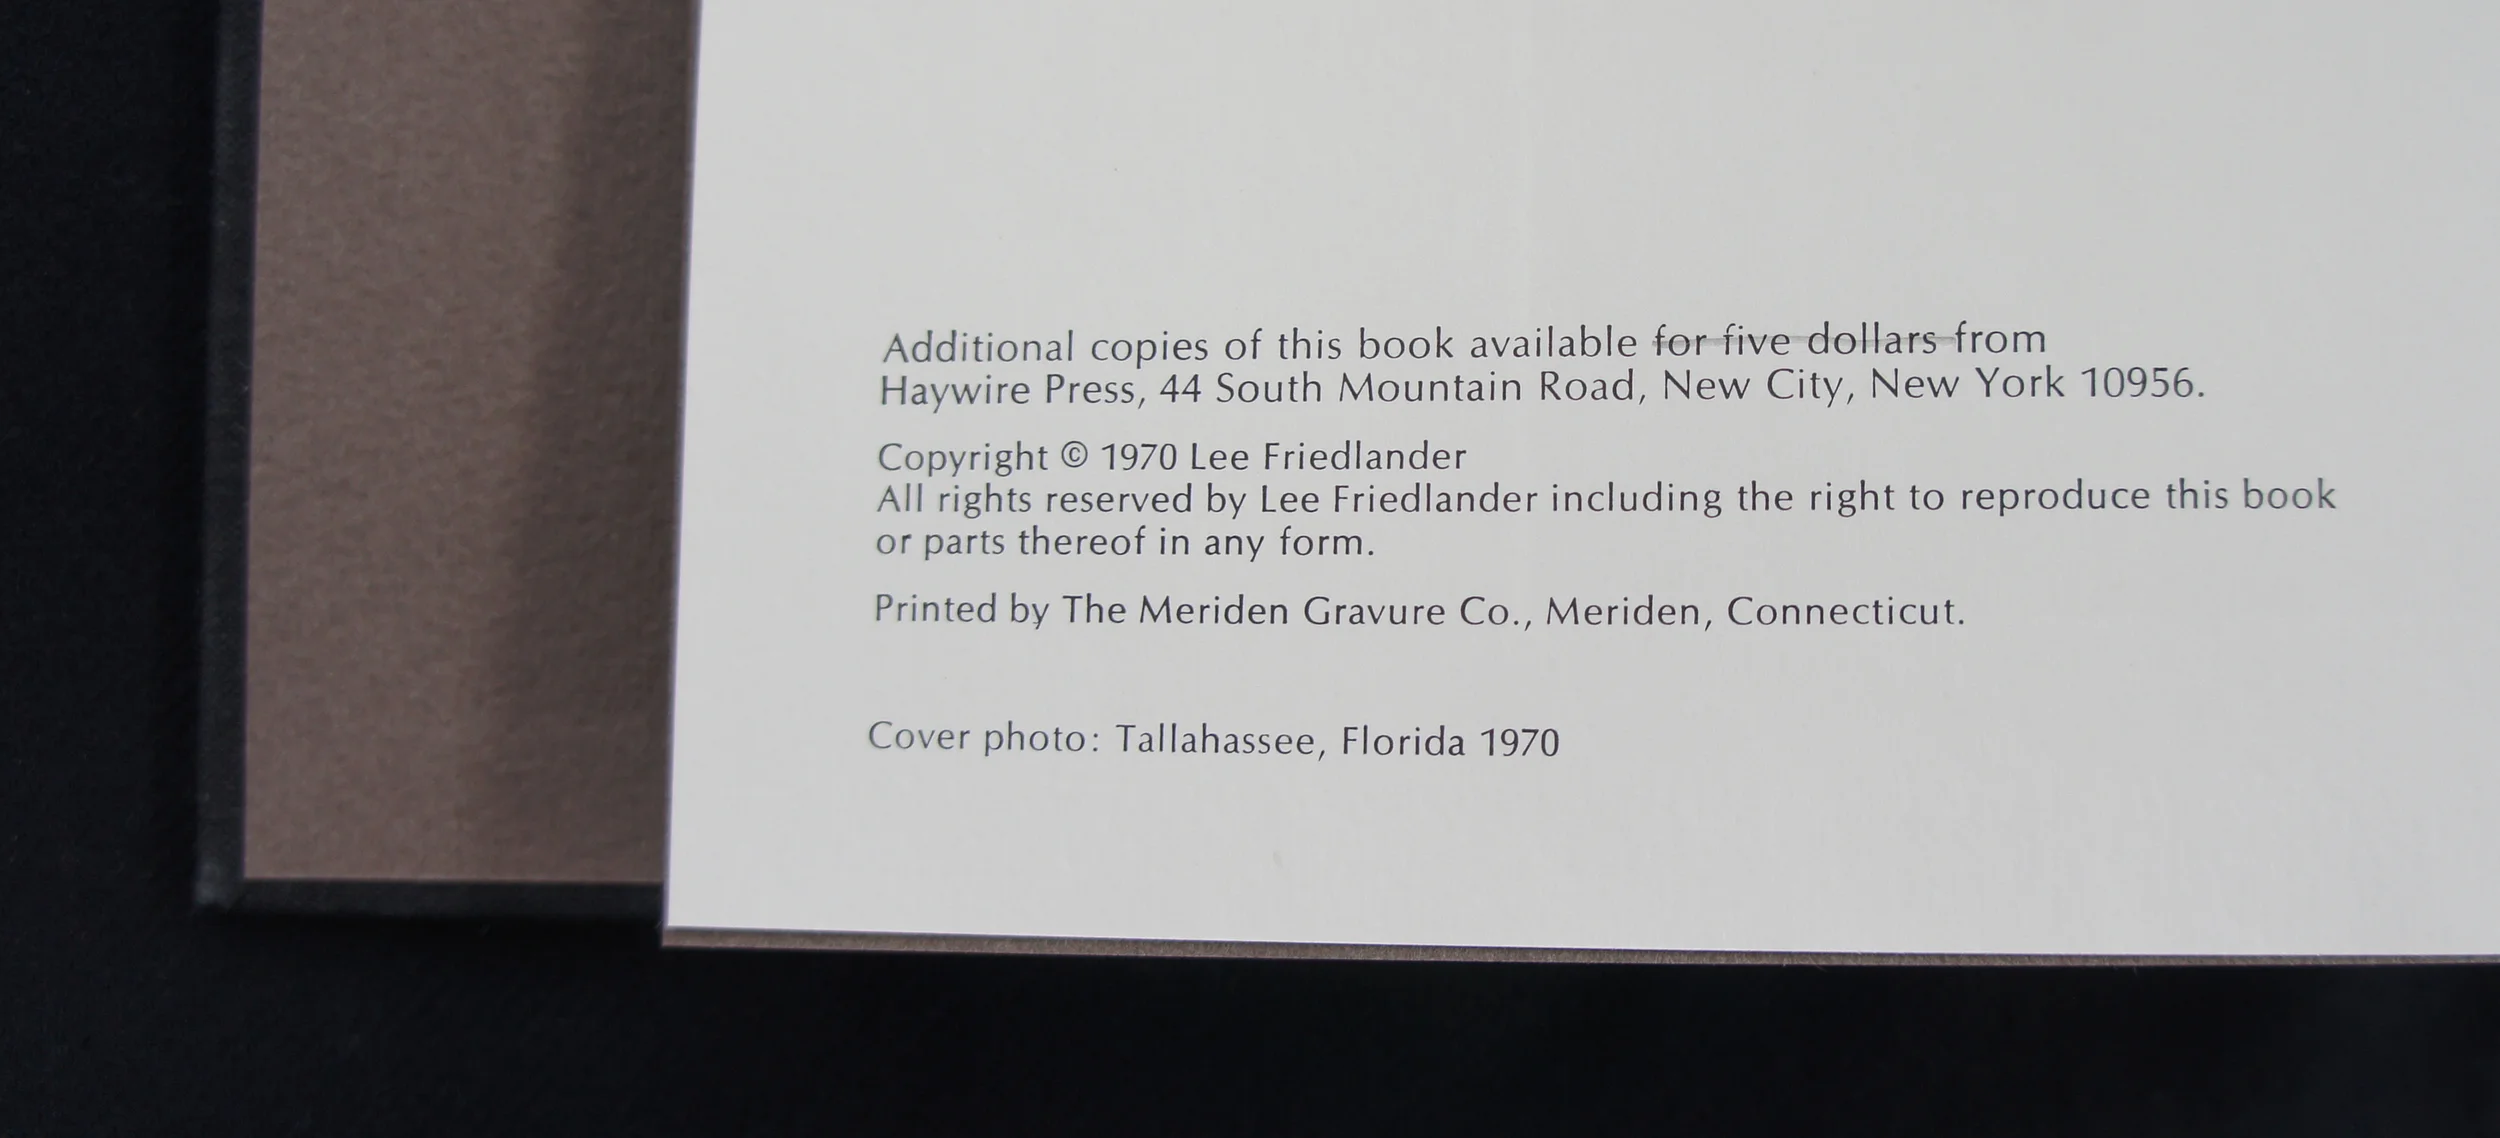 Additional copies of this book available for five dollars from
Haywire Press, 44 South Mountain Road, New City, New York 10956.
Copyright © 1970 Lee Friedlander
All rights reserved by Lee Friedlander including the right to reproduce this book
or parts thereof in any form.
Printed by The Meriden Gravure Co., Meriden, Connecticut.
Cover photo: Tallahassee, Florida 1970